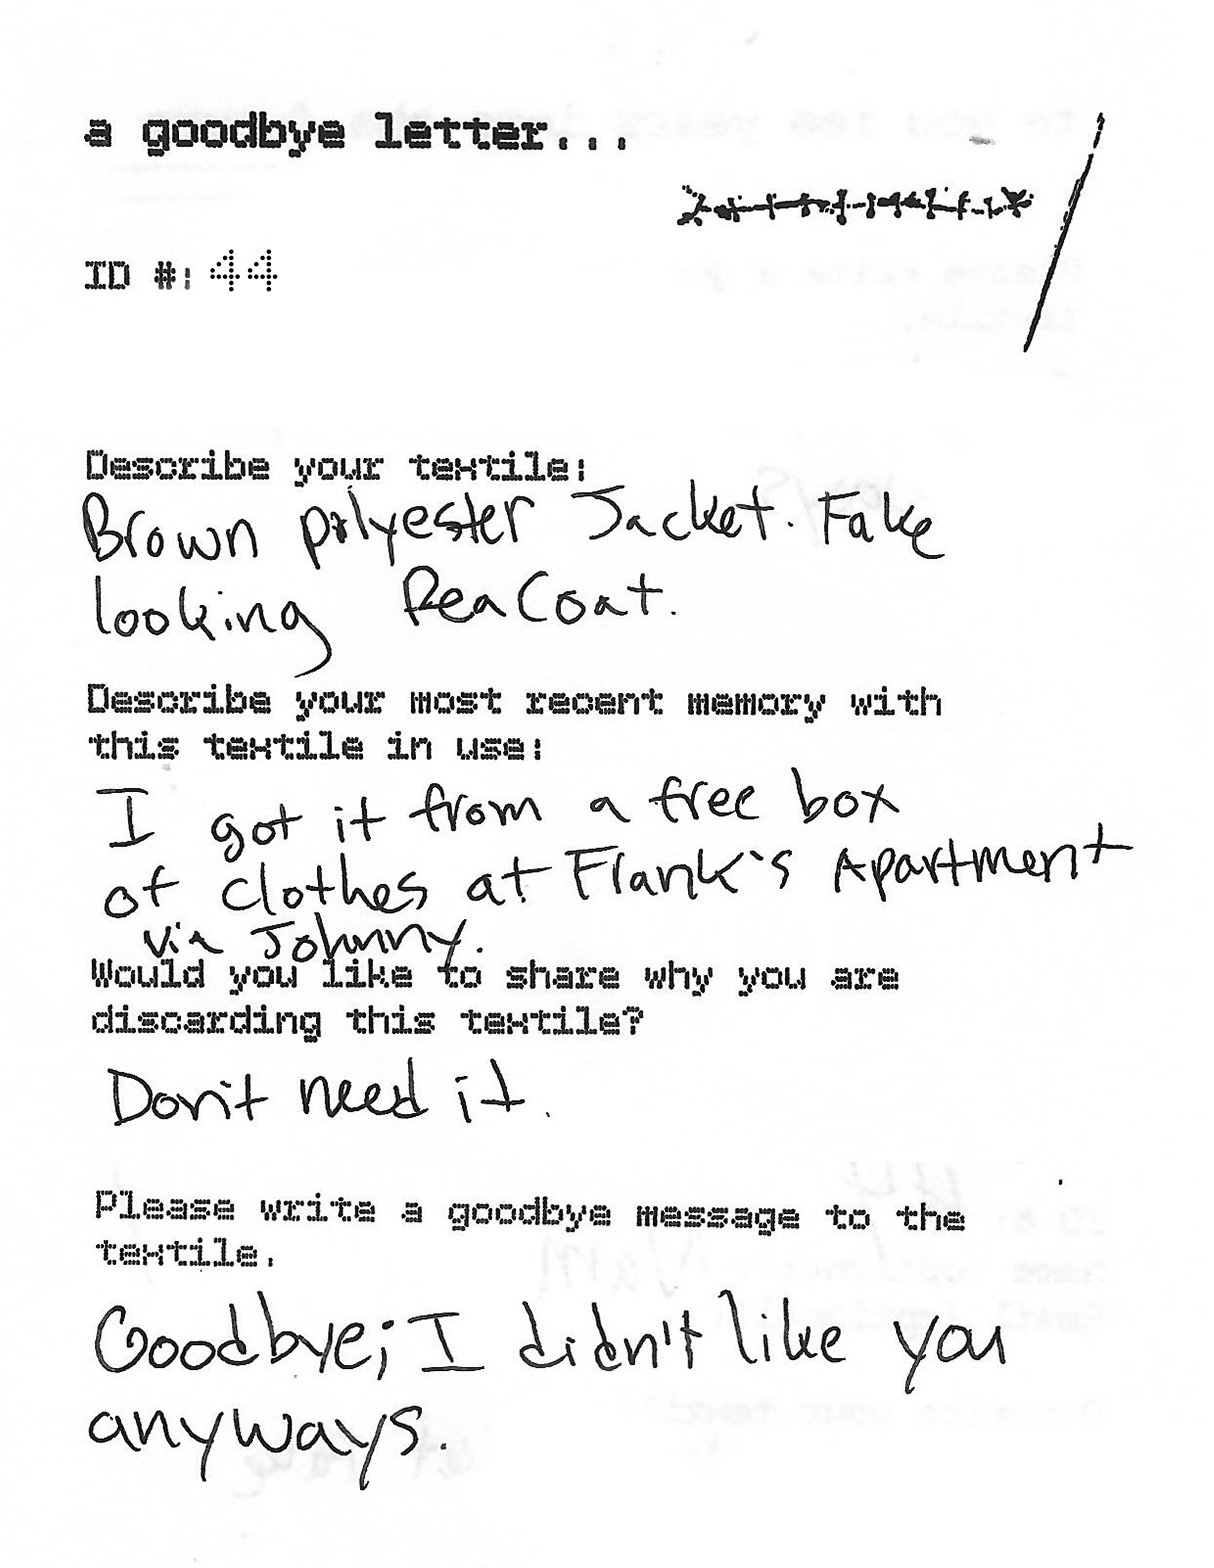 a goodbye letter...
ID #: 44
Describe your textile:
Brown polyester Jacket. Fake
looking Pea Coat.
Describe your most recent memory with
this textile in use:
I got it from a free box
of clothes at Frank's Apartment
via Johnny.
Would you like to share why you are
discarding this textile?
Don't need it.
Please write a goodbye message to the
textile.
Goodbye; I didn't like you
anyways.